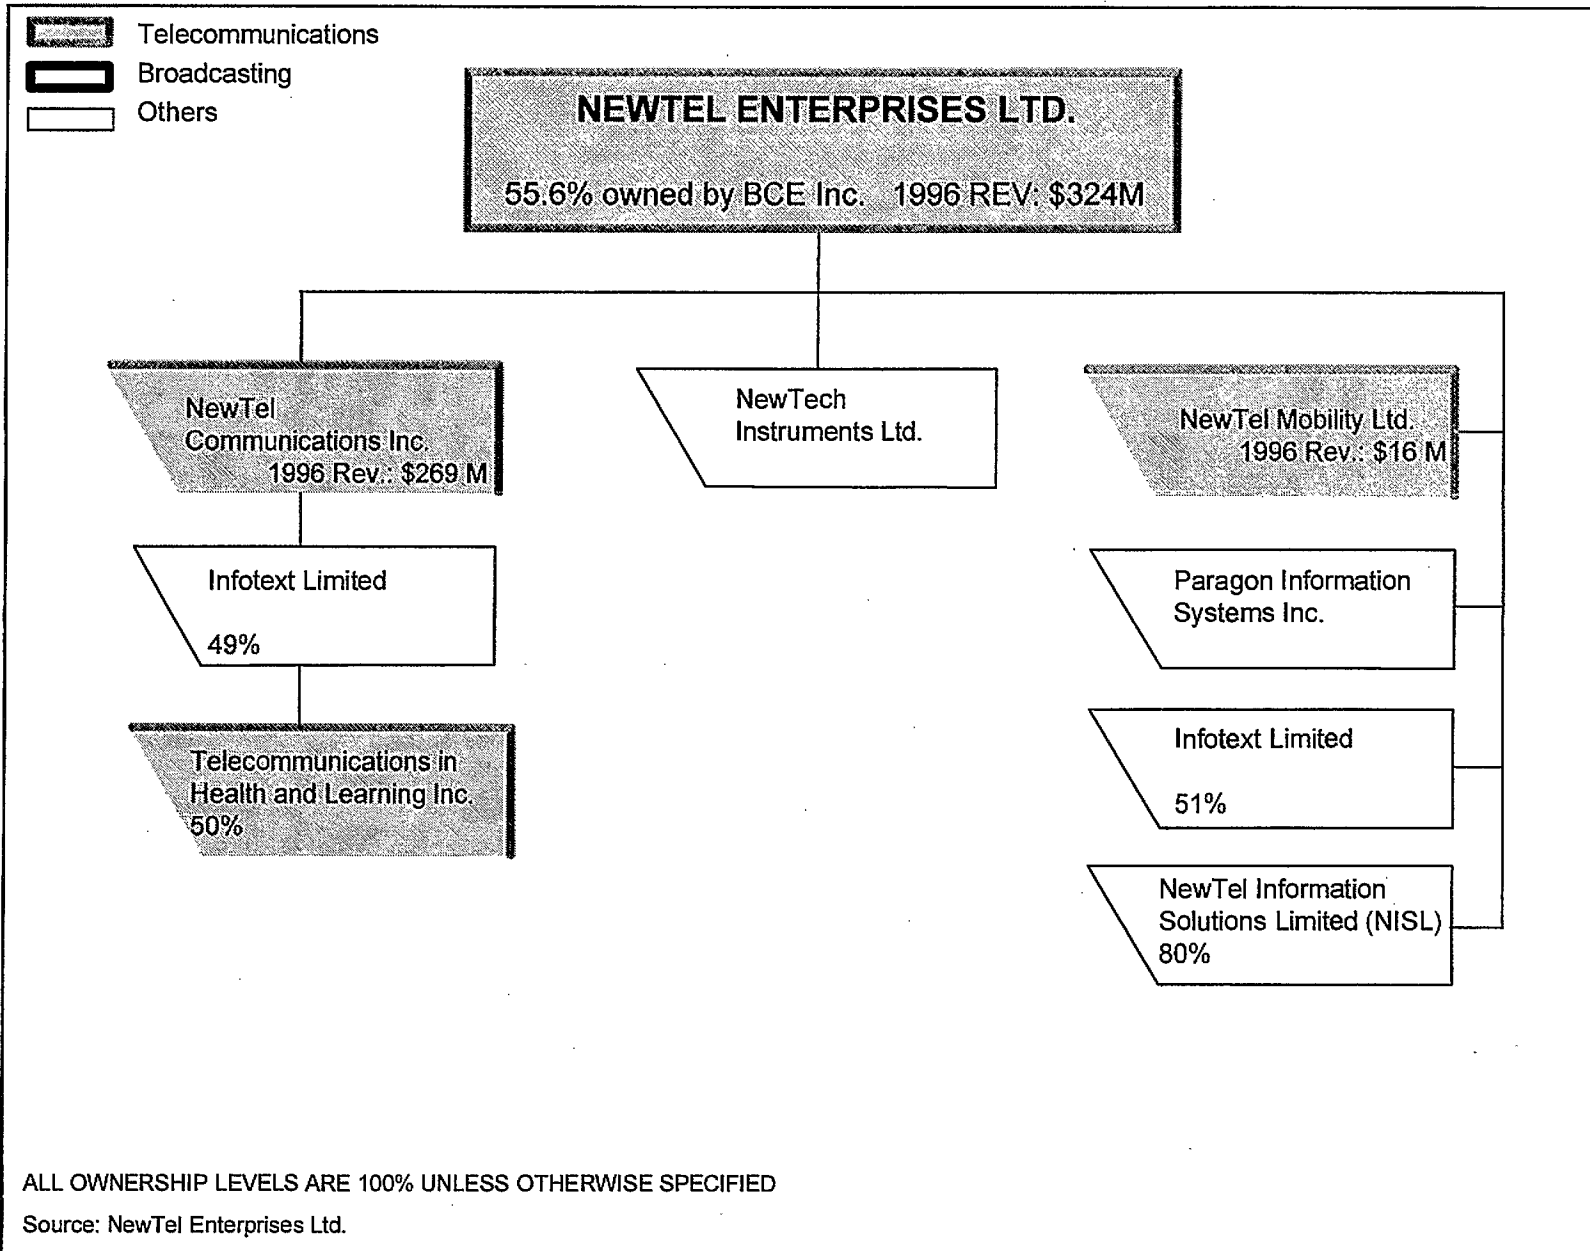 Telecommunications
Broadcasting
Others
NEWTEL ENTERPRISES LTD.
55.6% owned by BCE Inc. 1996 REV: $324M
NewTel
Communications Inc.
1996 Rev.: $269 M
NewTech
Instruments Ltd.
NewTel Mobility Ltd.
1996 Rev.: $16 M
Infotext Limited
49%
Paragon Information
Systems Inc.
Telecommunications in
Health and Learning Inc.
50%
Infotext Limited
51%
NewTel Information
Solutions Limited (NISL)
80%
ALL OWNERSHIP LEVELS ARE 100% UNLESS OTHERWISE SPECIFIED
Source: NewTel Enterprises Ltd.